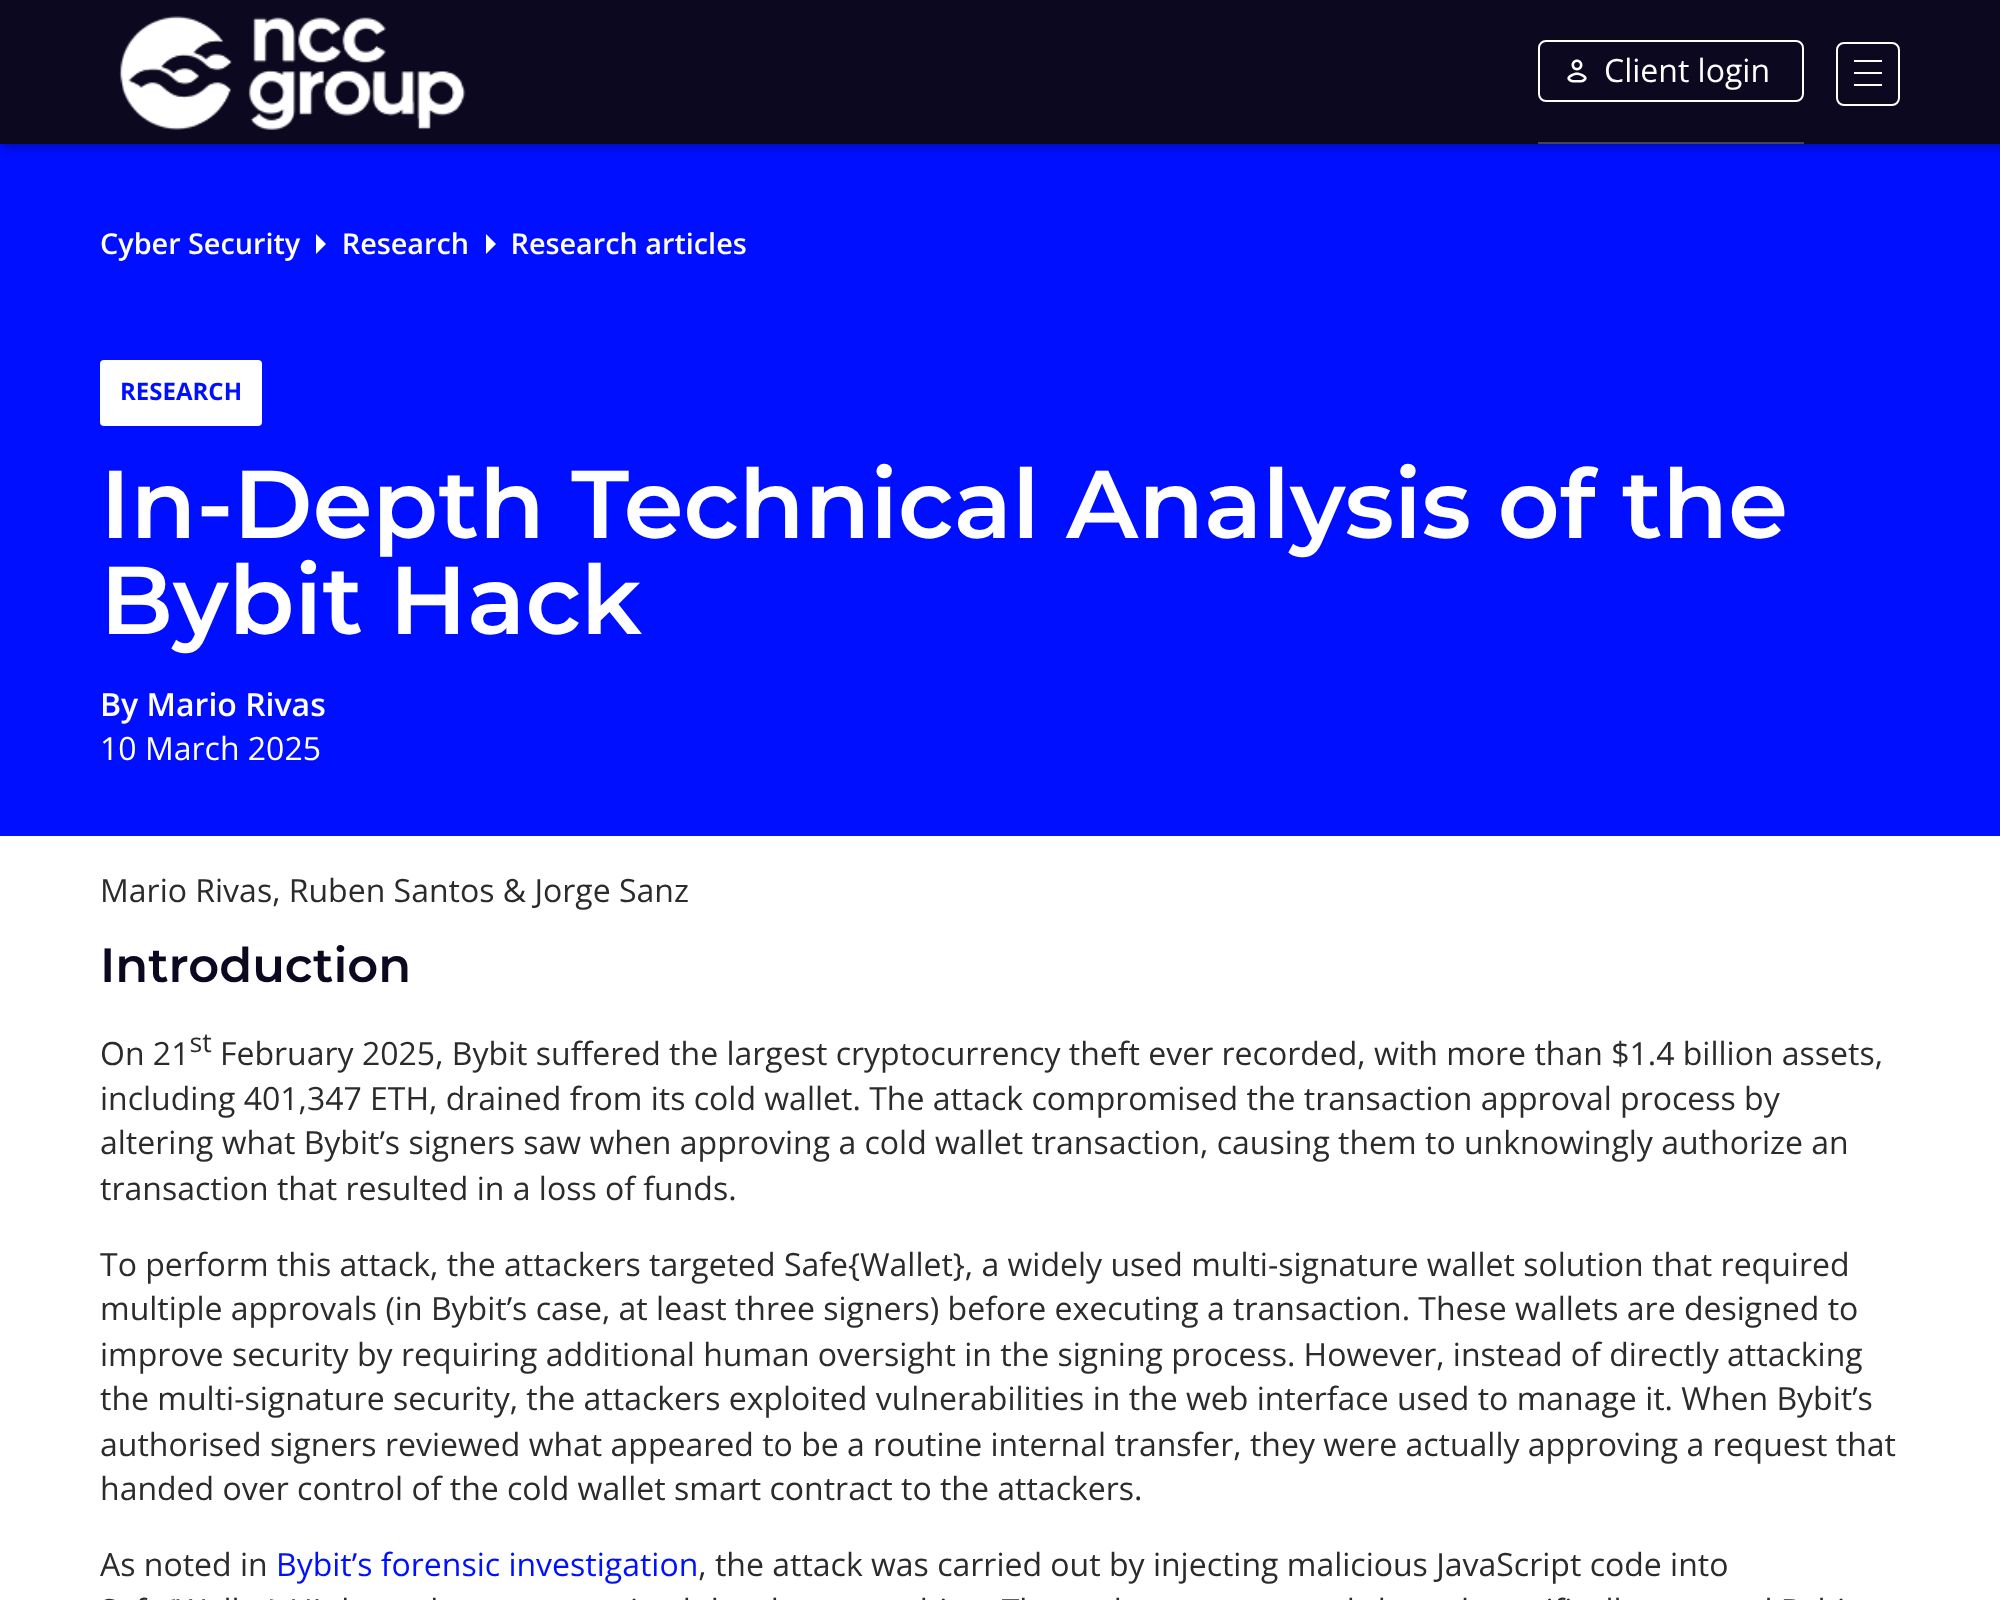 ncc
group
Client login
Cyber Security Research Research articles
RESEARCH
In-Depth Technical Analysis of the
Bybit Hack
By Mario Rivas
10 March 2025
Mario Rivas, Ruben Santos & Jorge Sanz
Introduction
On 21st February 2025, Bybit suffered the largest cryptocurrency theft ever recorded, with more than $1.4 billion assets,
including 401,347 ETH, drained from its cold wallet. The attack compromised the transaction approval process by
altering what Bybit’s signers saw when approving a cold wallet transaction, causing them to unknowingly authorize an
transaction that resulted in a loss of funds.
To perform this attack, the attackers targeted Safe{Wallet}, a widely used multi-signature wallet solution that required
multiple approvals (in Bybit’s case, at least three signers) before executing a transaction. These wallets are designed to
improve security by requiring additional human oversight in the signing process. However, instead of directly attacking
the multi-signature security, the attackers exploited vulnerabilities in the web interface used to manage it. When Bybit’s
authorised signers reviewed what appeared to be a routine internal transfer, they were actually approving a request that
handed over control of the cold wallet smart contract to the attackers.
As noted in Bybit’s forensic investigation, the attack was carried out by injecting malicious JavaScript code into